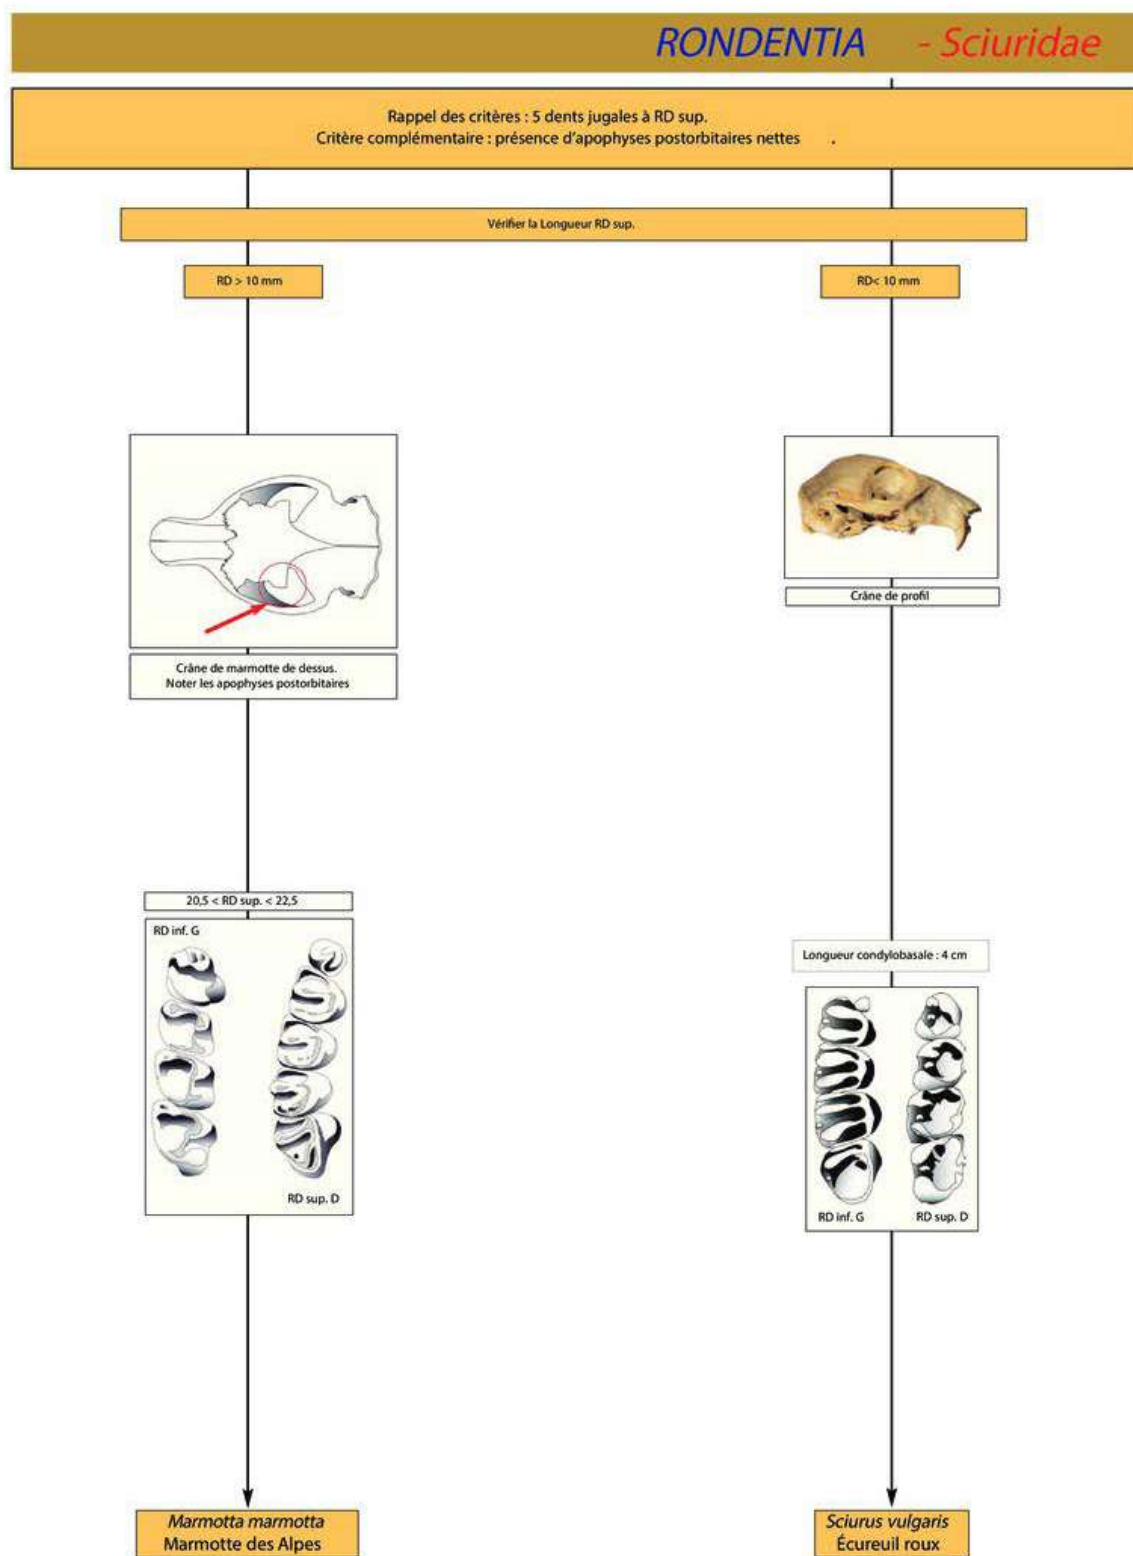 RONDENTIA - Sciuridae
Rappel des critères : 5 dents jugales à RD sup.
Critère complémentaire : présence d'apophyses postorbitaires nettes .
Vérifier la Longueur RD sup.
RD > 10 mm
RD< 10 mm
Crâne de profil
Crâne de marmotte de dessus.
Noter les apophyses postorbitaires
20,5 < RD sup. < 22,5
RD inf. G
RD sup. D
Longueur condylobasale : 4 cm
RD inf. G
RD sup. D
Marmotta marmotta
Marmotte des Alpes
Sciurus vulgaris
Écureuil roux